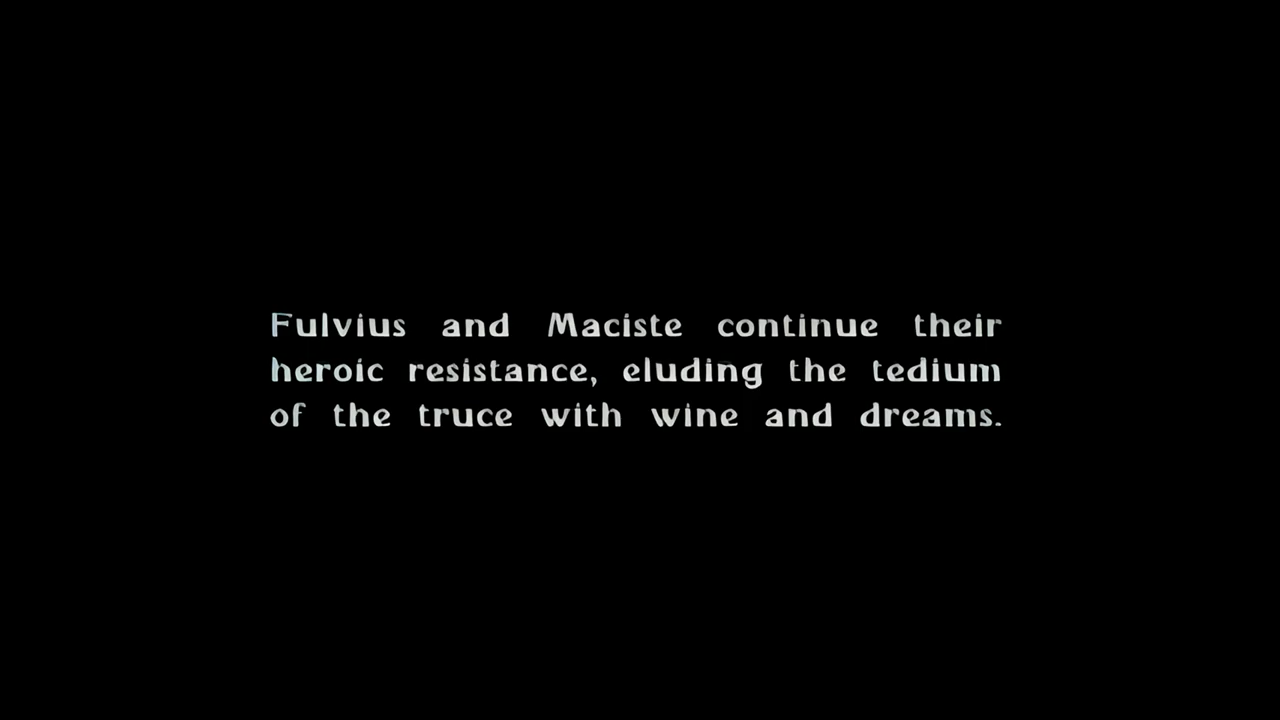 Fulvius and Maciste continue their
heroic resistance, eluding the tedium
of the truce with wine and dreams.